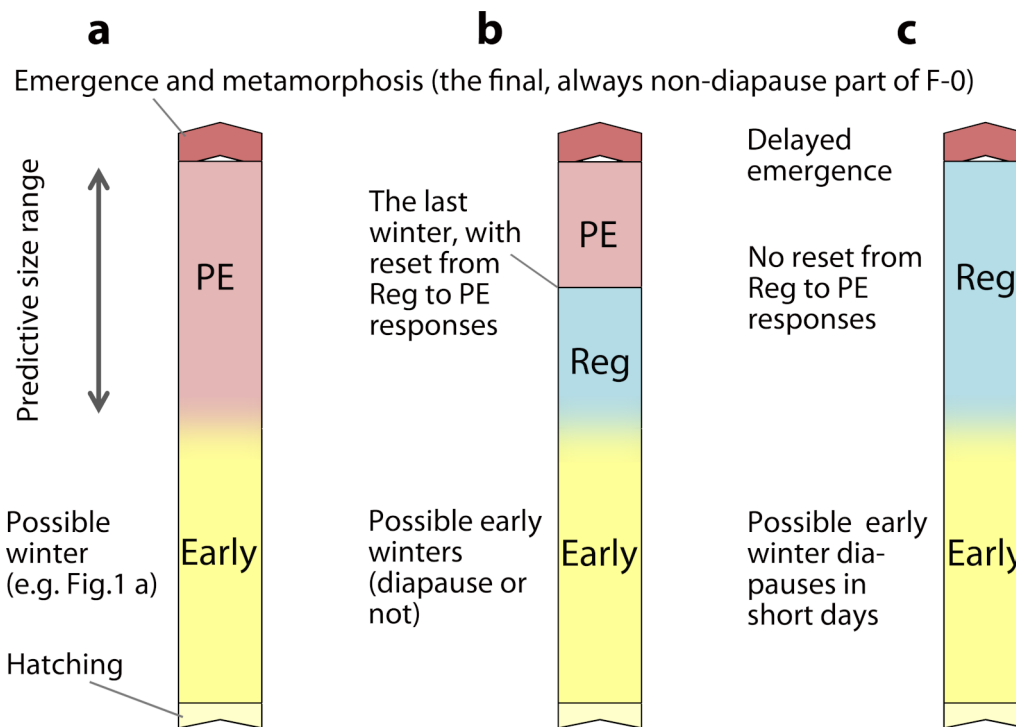 a
b
c
Emergence and metamorphosis (the final, always non-diapause part of F-0)
Predictive size range
PE
Possible
winter
(e.g. Fig.1 a)
Early
Hatching
The last
winter, with
reset from
Reg to PE
responses
PE
Reg
Possible early
winters
(diapause or
not)
Early
Delayed
emergence
No reset from
Reg to PE
responses
Reg
Possible early
winter dia-
pauses in
short days
Early